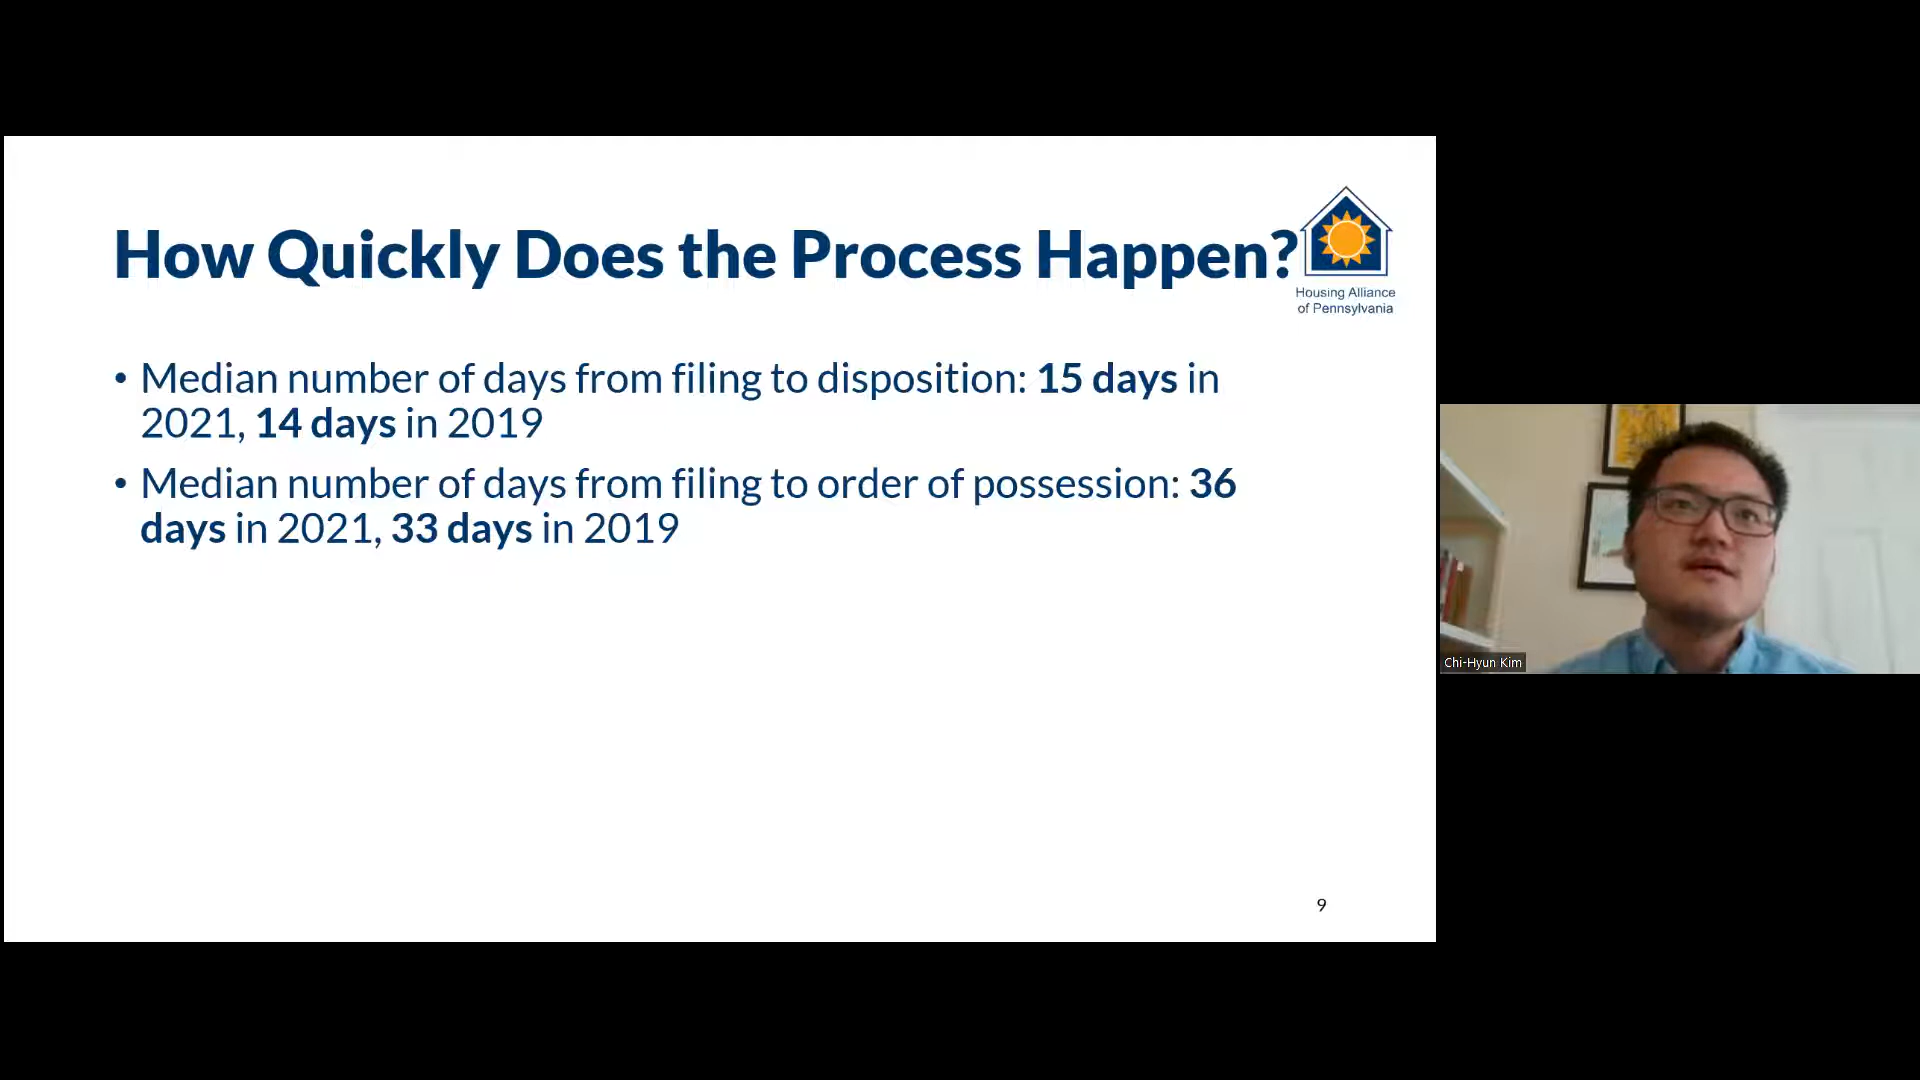 How Quickly Does the Process Happen?
Housing Alliance
of Pennsylvania
• Median number of days from filing to disposition: 15 days in
2021, 14 days in 2019
• Median number of days from filing to order of possession: 36
days in 2021, 33 days in 2019
Chi-Hyun Kim
9